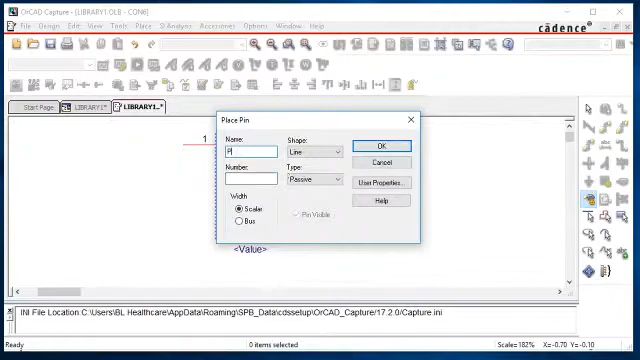 OrCAD Capture - [LIBRARY1.OLB - CON6]
File Edit View Tools Place SI Analysis Accessories Options Window Help
cādence
Start Page
LIBRARY1*
LIBRARY1...*
Place Pin
Name:
P
Number:
Shape:
Line
Type:
Passive
Width
Scalar
Bus
Pin Visible
OK
Cancel
User Properties...
Help
1
<Value>
INI File Location:C:\Users\BL Healthcare\AppData\Roaming\SPB_Data\cdssetup\OrCAD_Capture/17.2.0/Capture.ini
Ready
0 items selected
Scale=182% X=-0.70 Y=-0.10